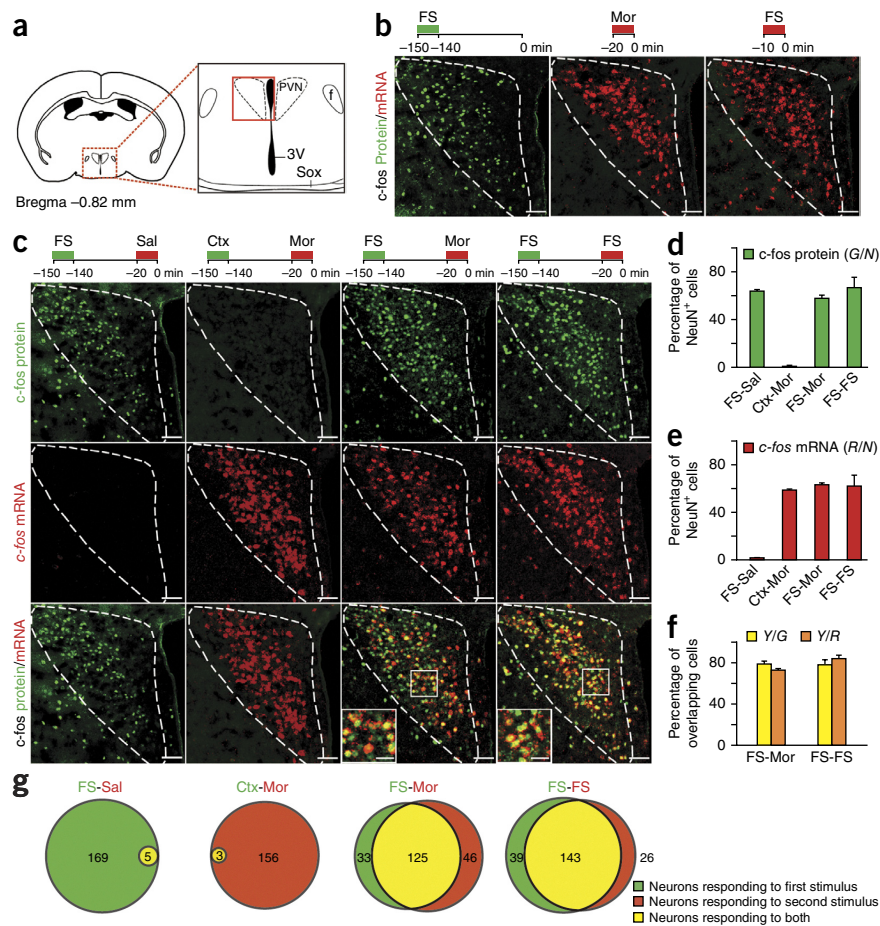 a
PVN
f
3V
Sox
Bregma −0.82 mm
b
FS Mor FS
−150 −140 0 min −20 0 min −10 0 min
c-fos Protein/mRNA
c
FS Sal Ctx Mor FS Mor FS FS
−150 −140 −20 0 min −150 −140 −20 0 min −150 −140 −20 0 min −150 −140 −10 0 min
c-fos protein
c-fos mRNA
c-fos protein/mRNA
d
c-fos protein (G/N)
Percentage of
NeuN+ cells
80
40
0
FS-Sal Ctx-Mor FS-Mor FS-FS
e
c-fos mRNA (R/N)
Percentage of
NeuN+ cells
80
40
0
FS-Sal Ctx-Mor FS-Mor FS-FS
f
Y/G Y/R
Percentage of
overlapping cells
80
40
0
FS-Mor FS-FS
g
FS-Sal Ctx-Mor FS-Mor FS-FS
169 5 3 156 33 125 46 39 143 26
Neurons responding to first stimulus
Neurons responding to second stimulus
Neurons responding to both